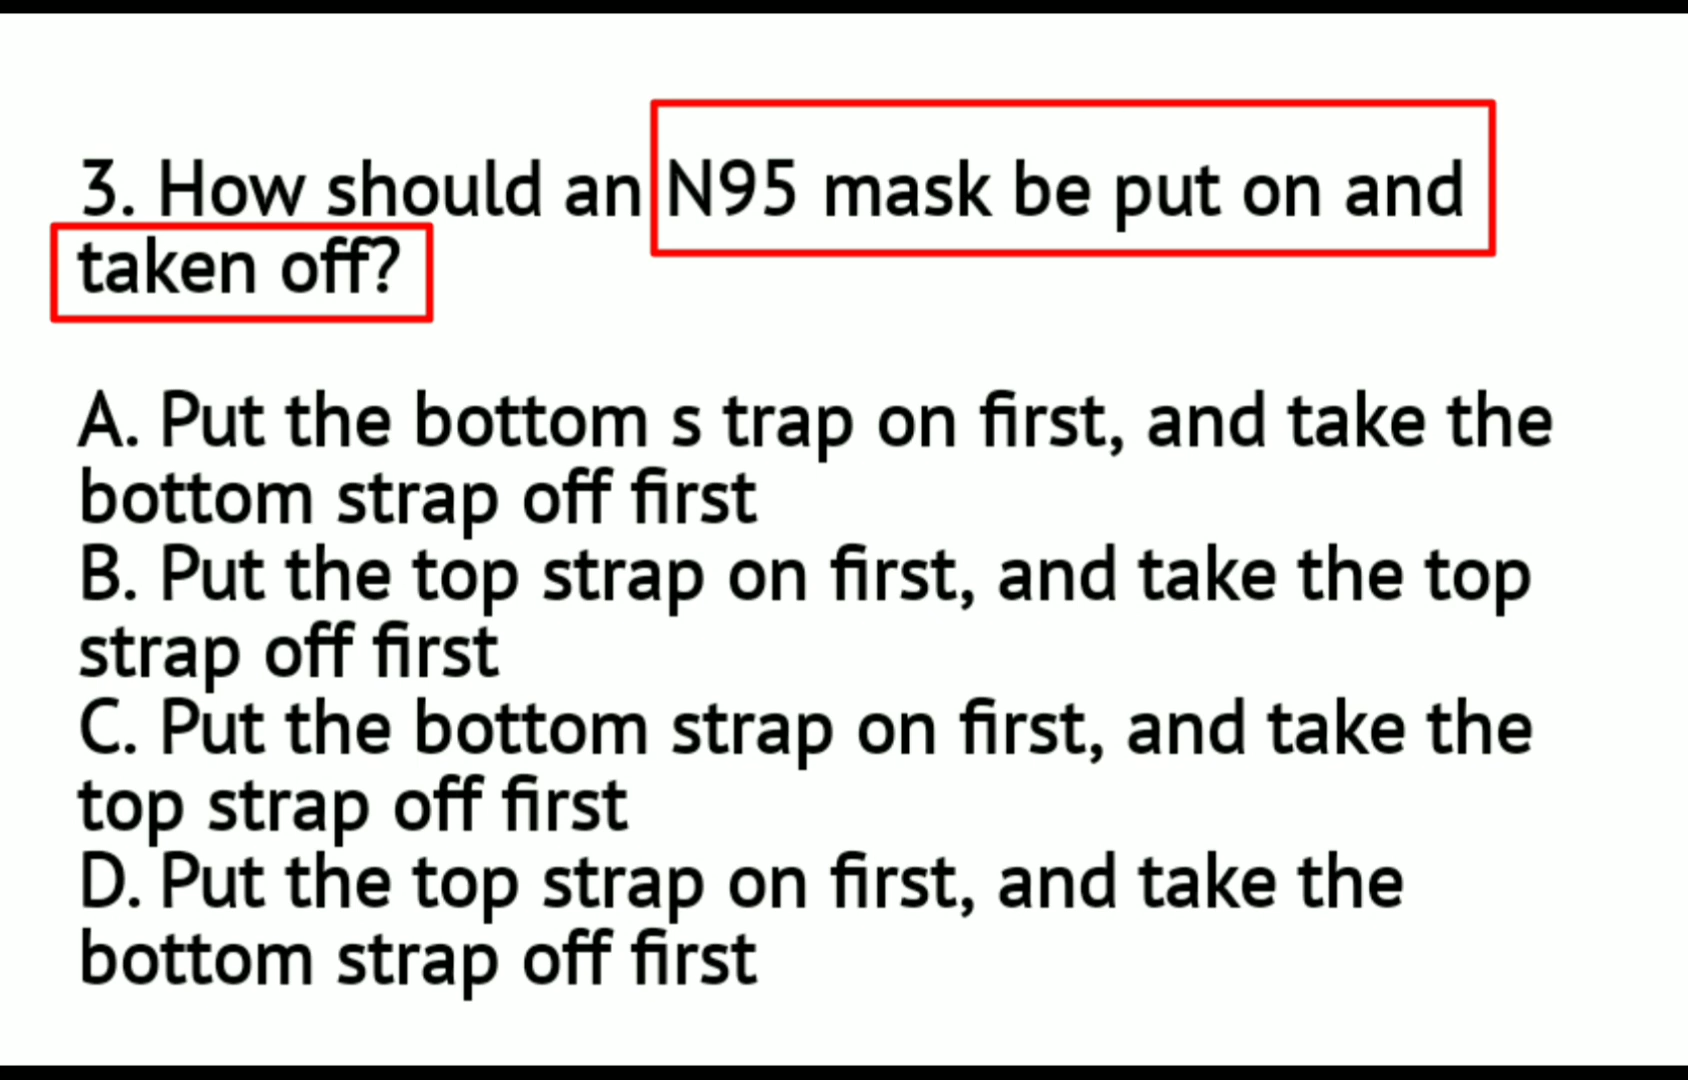 3. How should an N95 mask be put on and
taken off?
A. Put the bottom s trap on first, and take the
bottom strap off first
B. Put the top strap on first, and take the top
strap off first
C. Put the bottom strap on first, and take the
top strap off first
D. Put the top strap on first, and take the
bottom strap off first